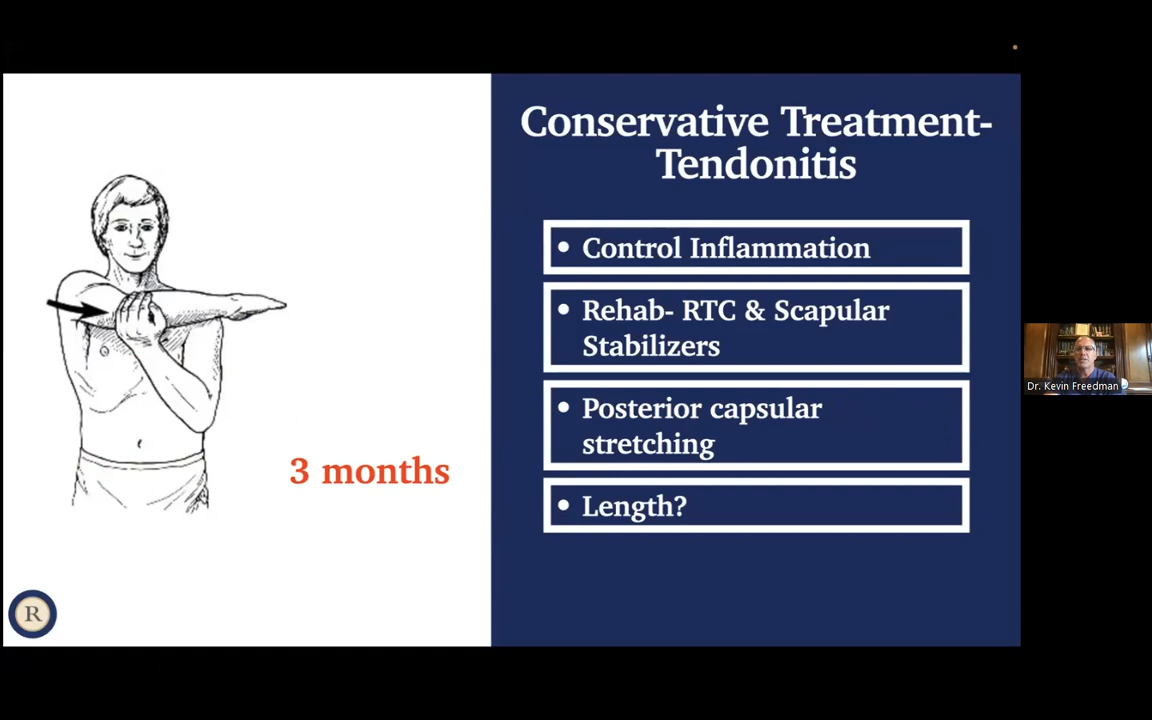 Conservative Treatment-
Tendonitis
• Control Inflammation
• Rehab- RTC & Scapular
Stabilizers
• Posterior capsular
stretching
• Length?
3 months
R
Dr. Kevin Freedman